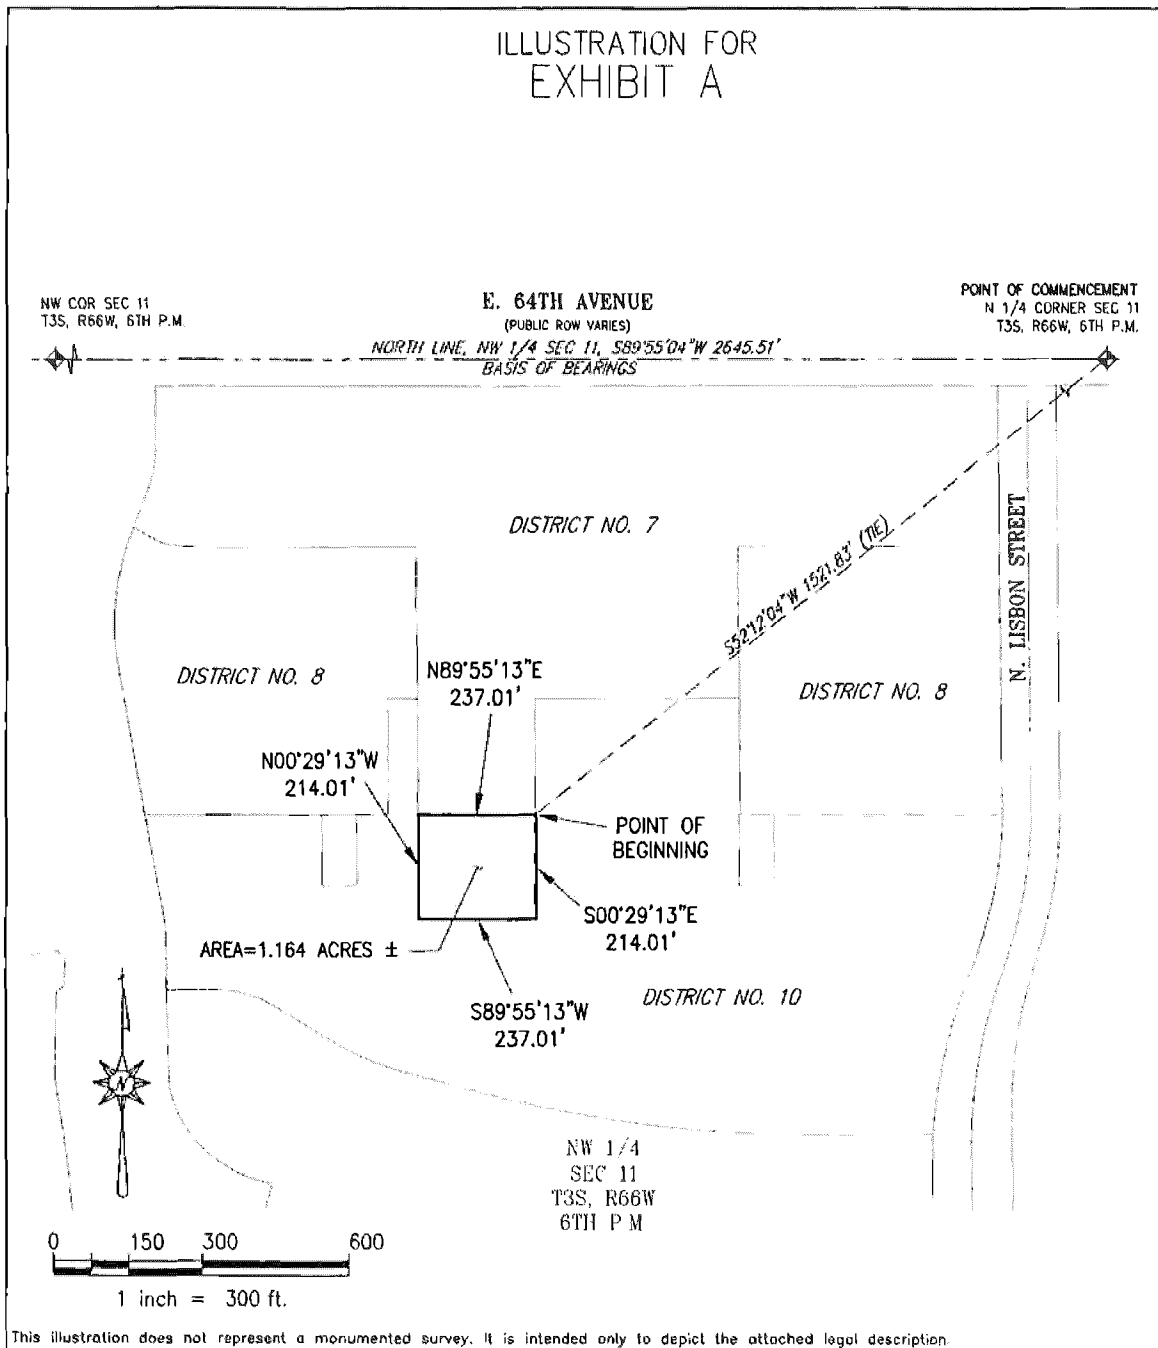 ILLUSTRATION FOR
EXHIBIT A
NW COR SEC 11
T3S, R66W, 6TH P.M.
E. 64TH AVENUE
(PUBLIC ROW VARIES)
NORTH LINE, NW 1/4 SEC 11, S89°55'04"W 2645.51'
BASIS OF BEARINGS
POINT OF COMMENCEMENT
N 1/4 CORNER SEC 11
T3S, R66W, 6TH P.M.
DISTRICT NO. 7
S52°12'04"W 1521.83' (TIE)
N. LISBON STREET
DISTRICT NO. 8
N89°55'13"E
237.01'
DISTRICT NO. 8
N00°29'13"W
214.01'
POINT OF
BEGINNING
S00°29'13"E
214.01'
AREA=1.164 ACRES ±
S89°55'13"W
237.01'
DISTRICT NO. 10
N
NW 1/4
SEC 11
T3S, R66W
6TH P M
0 150 300 600
1 inch = 300 ft.
This illustration does not represent a monumented survey. It is intended only to depict the attached legal description.